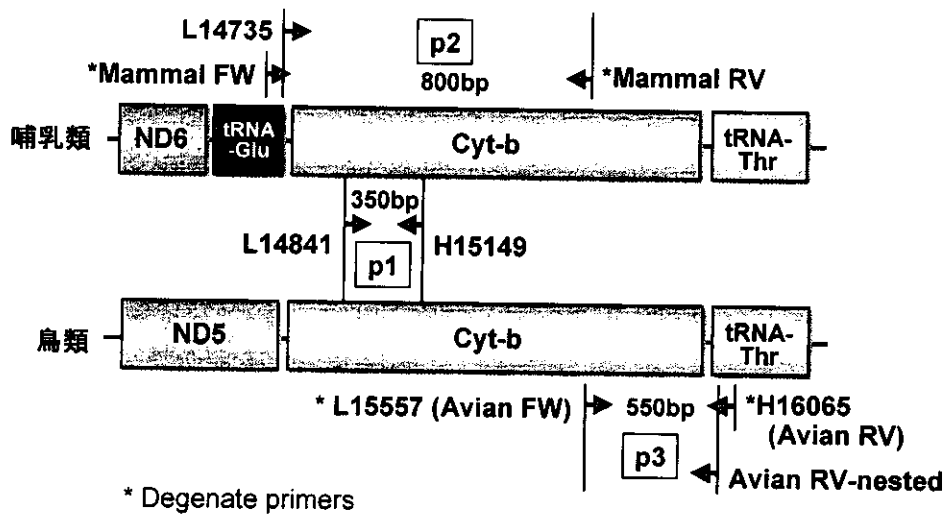 L14735
p2
*Mammal FW
800bp
*Mammal RV
哺乳類
ND6
tRNA
-Glu
Cyt-b
tRNA-
Thr
350bp
L14841
H15149
p1
鳥類
ND5
Cyt-b
tRNA-
Thr
* L15557 (Avian FW)
550bp
*H16065
(Avian RV)
p3
Avian RV-nested
* Degenate primers